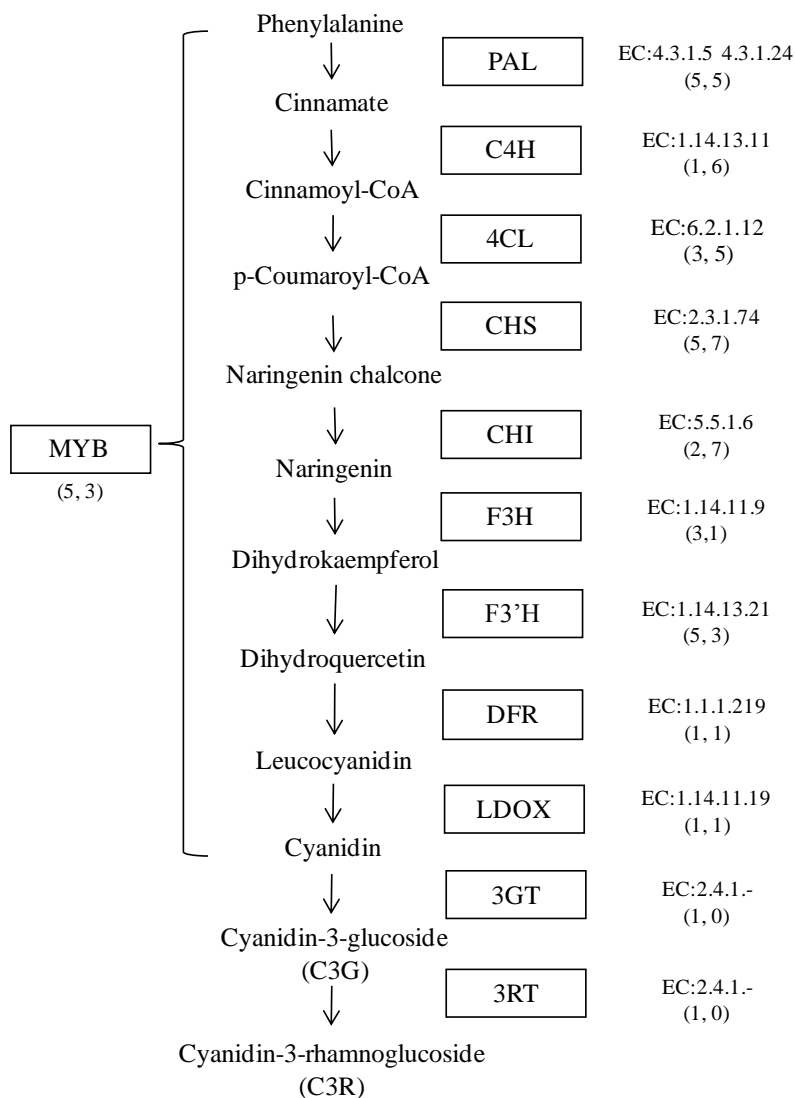 Phenylalanine
PAL
EC:4.3.1.5 4.3.1.24
(5, 5)
Cinnamate
C4H
EC:1.14.13.11
(1, 6)
Cinnamoyl-CoA
4CL
EC:6.2.1.12
(3, 5)
p-Coumaroyl-CoA
CHS
EC:2.3.1.74
(5, 7)
Naringenin chalcone
MYB
(5, 3)
CHI
EC:5.5.1.6
(2, 7)
Naringenin
F3H
EC:1.14.11.9
(3,1)
Dihydrokaempferol
F3’H
EC:1.14.13.21
(5, 3)
Dihydroquercetin
DFR
EC:1.1.1.219
(1, 1)
Leucocyanidin
LDOX
EC:1.14.11.19
(1, 1)
Cyanidin
3GT
EC:2.4.1.-
(1, 0)
Cyanidin-3-glucoside
(C3G)
3RT
EC:2.4.1.-
(1, 0)
Cyanidin-3-rhamnoglucoside
(C3R)